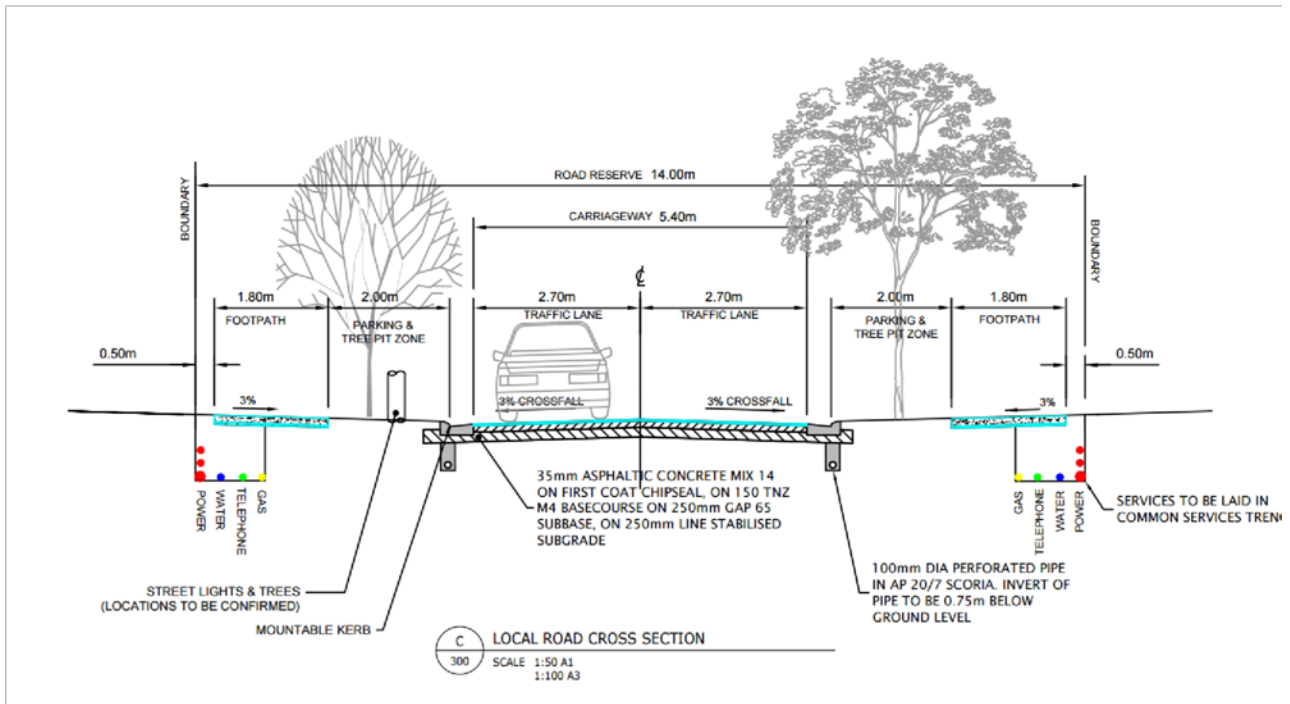 ROAD RESERVE 14.00m
CARRIAGEWAY 5.40m
BOUNDARY
BOUNDARY
℄
1.80m
FOOTPATH
2.00m
PARKING &
TREE PIT ZONE
2.70m
TRAFFIC LANE
2.70m
TRAFFIC LANE
2.00m
PARKING &
TREE PIT ZONE
1.80m
FOOTPATH
0.50m
0.50m
3%
3% CROSSFALL
3% CROSSFALL
3%
POWER
WATER
TELEPHONE
GAS
35mm ASPHALTIC CONCRETE MIX 14
ON FIRST COAT CHIPSEAL, ON 150 TNZ
M4 BASECOURSE ON 250mm GAP 65
SUBBASE, ON 250mm LINE STABILISED
SUBGRADE
GAS
TELEPHONE
WATER
POWER
SERVICES TO BE LAID IN
COMMON SERVICES TREN
100mm DIA PERFORATED PIPE
IN AP 20/7 SCORIA. INVERT OF
PIPE TO BE 0.75m BELOW
GROUND LEVEL
STREET LIGHTS & TREES
(LOCATIONS TO BE CONFIRMED)
MOUNTABLE KERB
C
300
LOCAL ROAD CROSS SECTION
SCALE 1:50 A1
1:100 A3